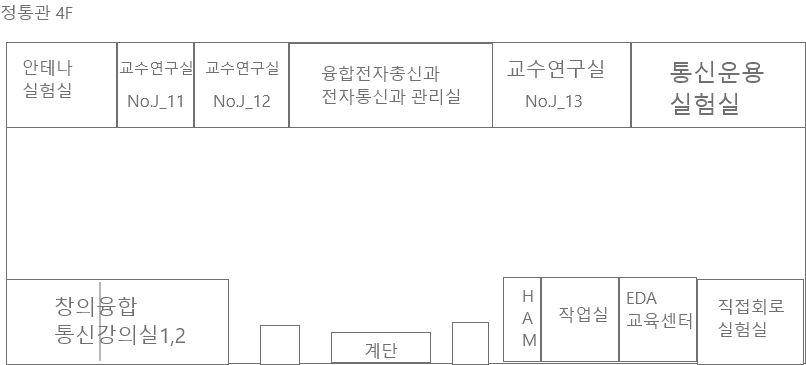 정통관 4F
안테나
실험실
교수연구실
No.J_11
교수연구실
No.J_12
융합전자총신과
전자통신과 관리실
교수연구실
No.J_13
통신운용
실험실
창의융합
통신강의실1,2
계단
H
A
M
작업실
EDA
교육센터
직접회로
실험실